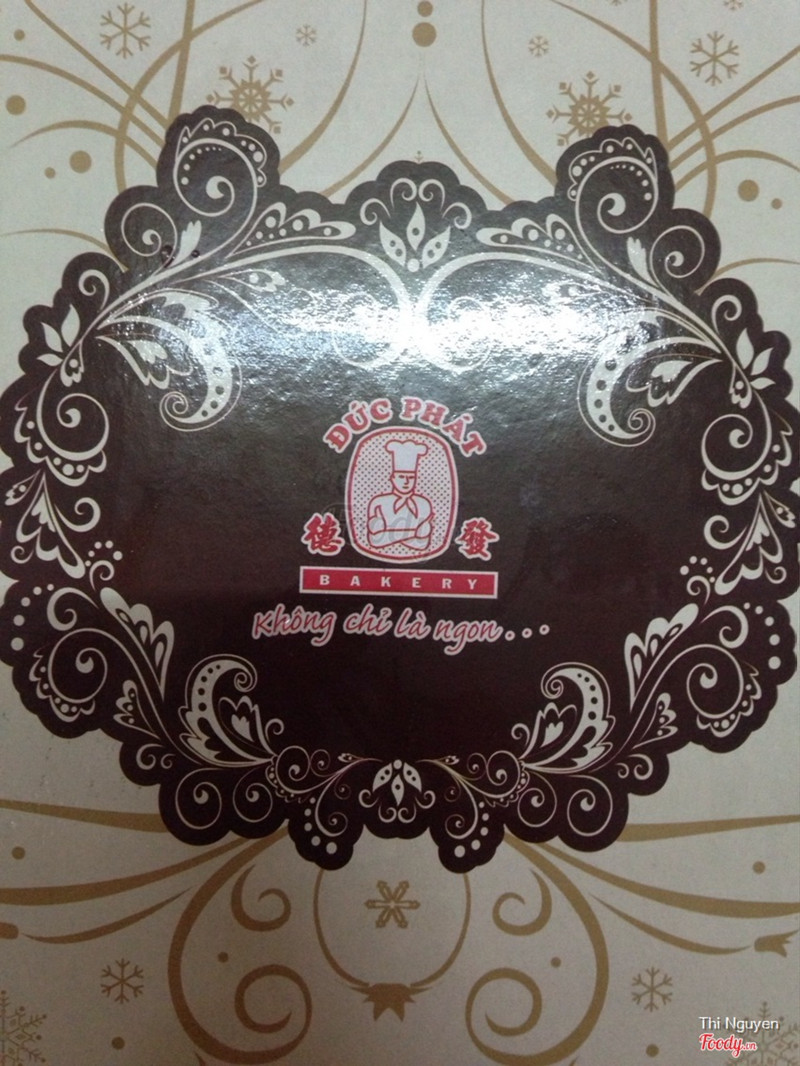 ĐỨC PHÁT
德 發
BAKERY
Không chỉ là ngon...
Thi Nguyen
Foody.vn